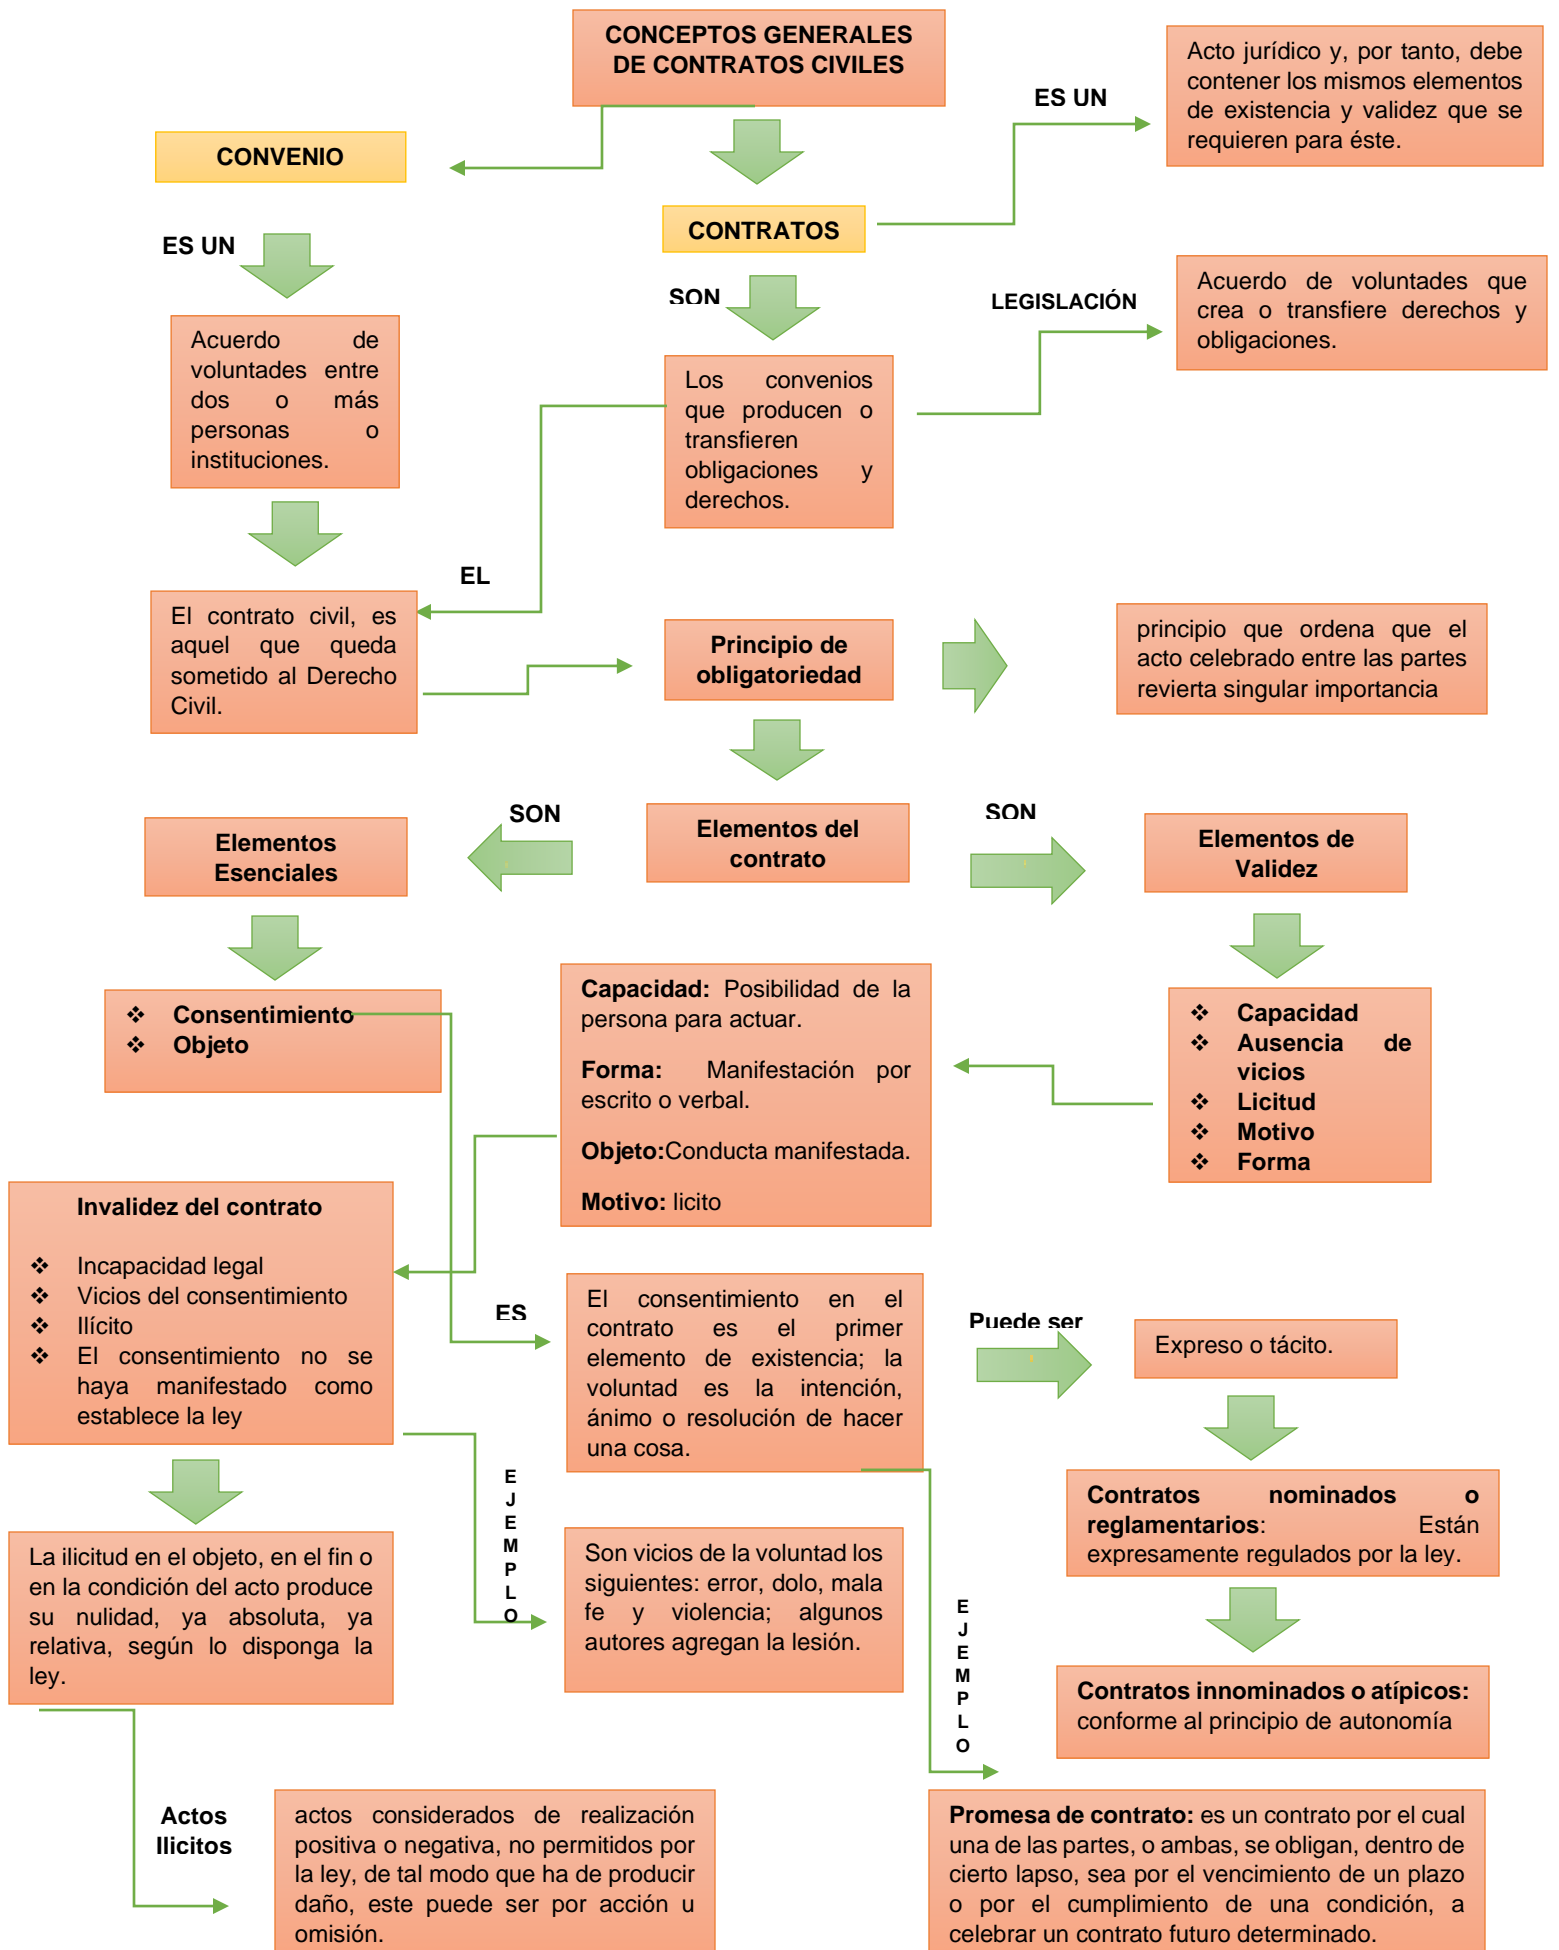 CONCEPTOS GENERALES
DE CONTRATOS CIVILES
ES UN
Acto jurídico y, por tanto, debe
contener los mismos elementos
de existencia y validez que se
requieren para éste.
CONVENIO
CONTRATOS
ES UN
SON
LEGISLACIÓN
Acuerdo de voluntades que
crea o transfiere derechos y
obligaciones.
Acuerdo de
voluntades entre
dos o más
personas o
instituciones.
Los convenios
que producen o
transfieren
obligaciones y
derechos.
EL
El contrato civil, es
aquel que queda
sometido al Derecho
Civil.
Principio de
obligatoriedad
principio que ordena que el
acto celebrado entre las partes
revierta singular importancia
SON
SON
Elementos
Esenciales
Elementos del
contrato
Elementos de
Validez
❖ Consentimiento
❖ Objeto
Capacidad: Posibilidad de la
persona para actuar.
Forma: Manifestación por
escrito o verbal.
Objeto:Conducta manifestada.
Motivo: licito
❖ Capacidad
❖ Ausencia de
vicios
❖ Licitud
❖ Motivo
❖ Forma
Invalidez del contrato
❖ Incapacidad legal
❖ Vicios del consentimiento
❖ Ilícito
❖ El consentimiento no se
haya manifestado como
establece la ley
ES
El consentimiento en el
contrato es el primer
elemento de existencia; la
voluntad es la intención,
ánimo o resolución de hacer
una cosa.
Puede ser
Expreso o tácito.
Contratos nominados o
reglamentarios: Están
expresamente regulados por la ley.
E
J
E
M
P
L
O
La ilicitud en el objeto, en el fin o
en la condición del acto produce
su nulidad, ya absoluta, ya
relativa, según lo disponga la
ley.
Son vicios de la voluntad los
siguientes: error, dolo, mala
fe y violencia; algunos
autores agregan la lesión.
E
J
E
M
P
L
O
Contratos innominados o atípicos:
conforme al principio de autonomía
Actos
Ilicitos
actos considerados de realización
positiva o negativa, no permitidos por
la ley, de tal modo que ha de producir
daño, este puede ser por acción u
omisión.
Promesa de contrato: es un contrato por el cual
una de las partes, o ambas, se obligan, dentro de
cierto lapso, sea por el vencimiento de un plazo
o por el cumplimiento de una condición, a
celebrar un contrato futuro determinado.